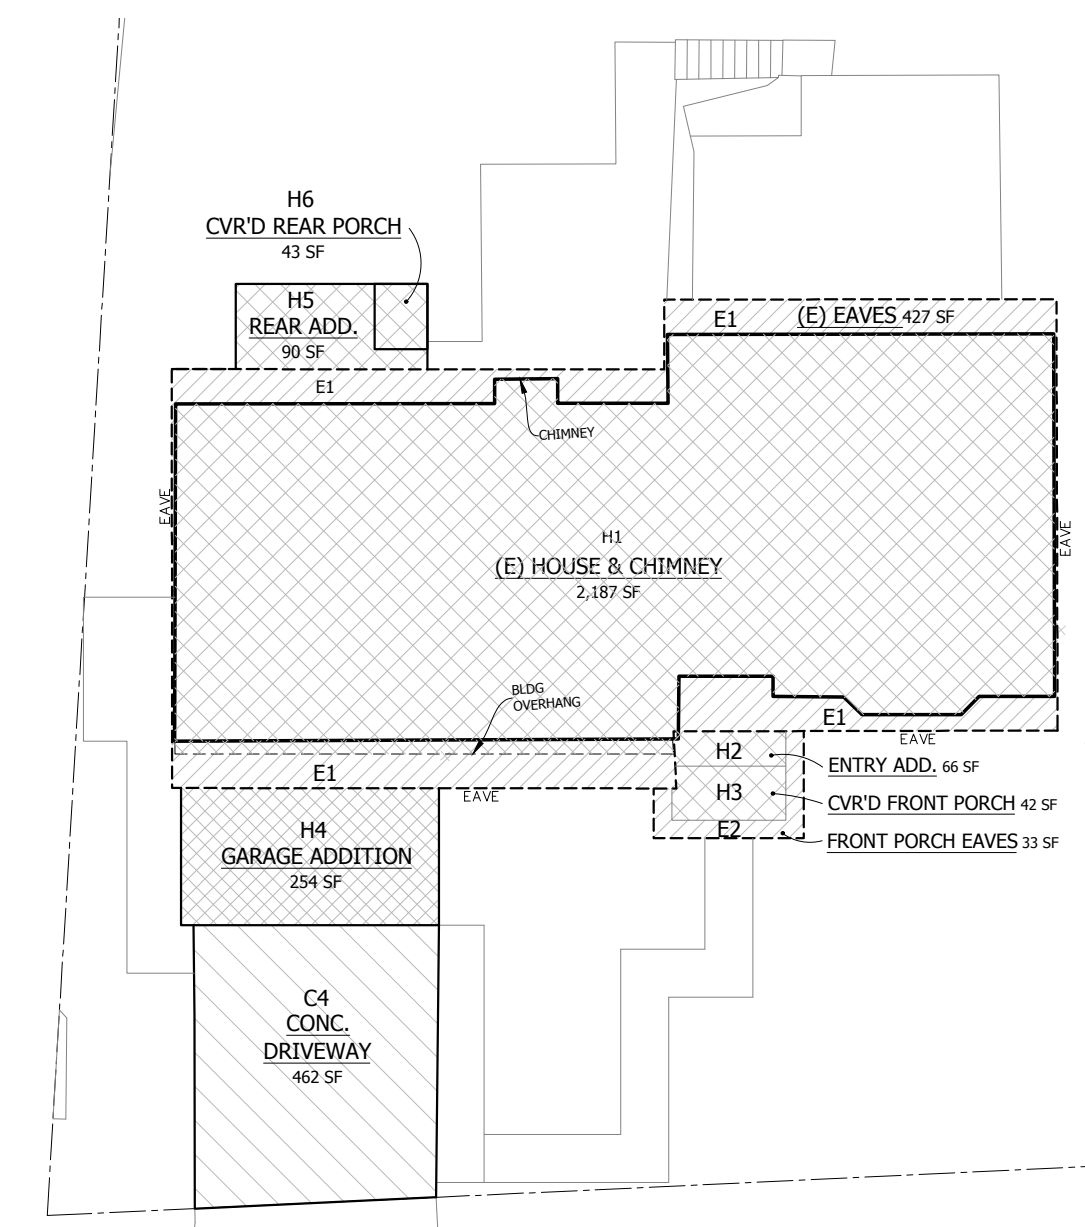 H6
CVR'D REAR PORCH
43 SF
H5
REAR ADD.
90 SF
E1
(E) EAVES 427 SF
E1
CHIMNEY
EAVE
EAVE
H1
(E) HOUSE & CHIMNEY
2,187 SF
BLDG
OVERHANG
E1
EAVE
E1
EAVE
H2
ENTRY ADD. 66 SF
H3
CVR'D FRONT PORCH 42 SF
E2
FRONT PORCH EAVES 33 SF
H4
GARAGE ADDITION
254 SF
C4
CONC.
DRIVEWAY
462 SF